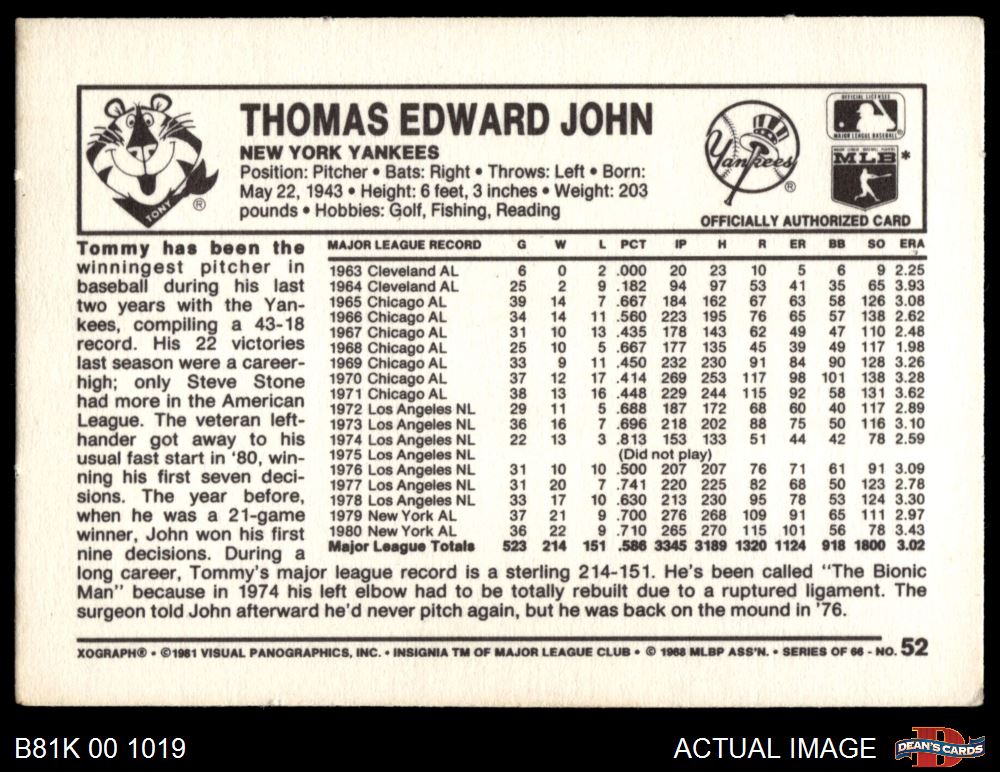 THOMAS EDWARD JOHN
NEW YORK YANKEES
Position: Pitcher • Bats: Right • Throws: Left • Born:
May 22, 1943 • Height: 6 feet, 3 inches • Weight: 203
pounds • Hobbies: Golf, Fishing, Reading
TONY ®
Yankees ®
OFFICIAL LICENSEE
MAJOR LEAGUE BASEBALL ®
MLB *
OFFICIALLY AUTHORIZED CARD
Tommy has been the
winningest pitcher in
baseball during his last
two years with the Yan-
kees, compiling a 43-18
record. His 22 victories
last season were a career-
high; only Steve Stone
had more in the American
League. The veteran left-
hander got away to his
usual fast start in '80, win-
ning his first seven deci-
sions. The year before,
when he was a 21-game
winner, John won his first
nine decisions. During a
long career, Tommy's major league record is a sterling 214-151. He's been called "The Bionic
Man" because in 1974 his left elbow had to be totally rebuilt due to a ruptured ligament. The
surgeon told John afterward he'd never pitch again, but he was back on the mound in '76.
MAJOR LEAGUE RECORD G W L PCT IP H R ER BB SO ERA
1963 Cleveland AL 6 0 2 .000 20 23 10 5 6 9 2.25
1964 Cleveland AL 25 2 9 .182 94 97 53 41 35 65 3.93
1965 Chicago AL 39 14 7 .667 184 162 67 63 58 126 3.08
1966 Chicago AL 34 14 11 .560 223 195 76 65 57 138 2.62
1967 Chicago AL 31 10 13 .435 178 143 62 49 47 110 2.48
1968 Chicago AL 25 10 5 .667 177 135 45 39 49 117 1.98
1969 Chicago AL 33 9 11 .450 232 230 91 84 90 128 3.26
1970 Chicago AL 37 12 17 .414 269 253 117 98 101 138 3.28
1971 Chicago AL 38 13 16 .448 229 244 115 92 58 131 3.62
1972 Los Angeles NL 29 11 5 .688 187 172 68 60 40 117 2.89
1973 Los Angeles NL 36 16 7 .696 218 202 88 75 50 116 3.10
1974 Los Angeles NL 22 13 3 .813 153 133 51 44 42 78 2.59
1975 Los Angeles NL (Did not play)
1976 Los Angeles NL 31 10 10 .500 207 207 76 71 61 91 3.09
1977 Los Angeles NL 31 20 7 .741 220 225 82 68 50 123 2.78
1978 Los Angeles NL 33 17 10 .630 213 230 95 78 53 124 3.30
1979 New York AL 37 21 9 .700 276 268 109 91 65 111 2.97
1980 New York AL 36 22 9 .710 265 270 115 101 56 78 3.43
Major League Totals 523 214 151 .586 3345 3189 1320 1124 918 1800 3.02
XOGRAPH® • ©1981 VISUAL PANOGRAPHICS, INC. • INSIGNIA TM OF MAJOR LEAGUE CLUB • © 1968 MLBP ASS'N. • SERIES OF 66 - NO. 52
B81K 00 1019
ACTUAL IMAGE
DEAN'S CARDS